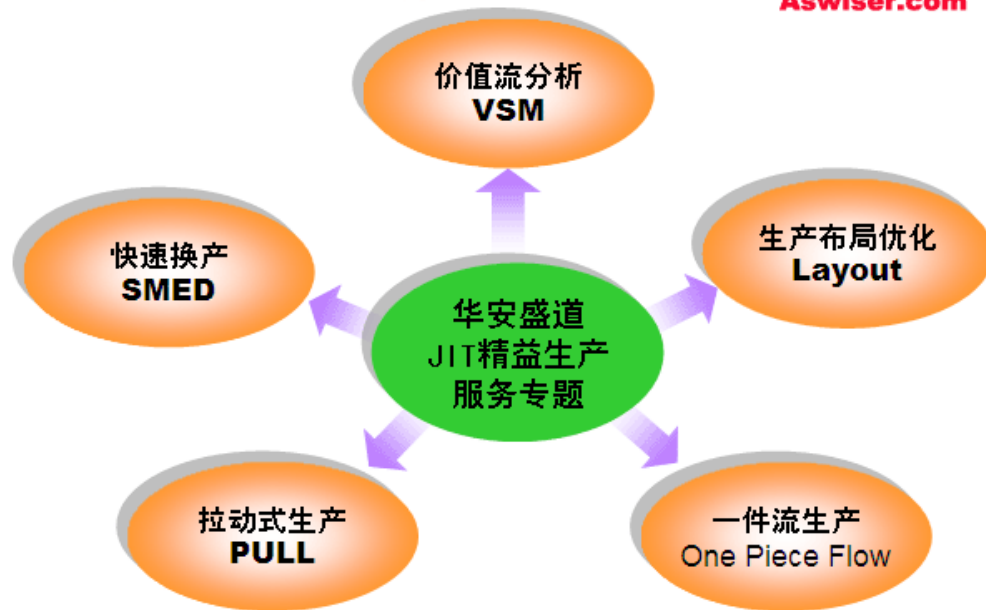 Aswiser.com
价值流分析
VSM
快速换产
SMED
生产布局优化
Layout
华安盛道
JIT精益生产
服务专题
拉动式生产
PULL
一件流生产
One Piece Flow